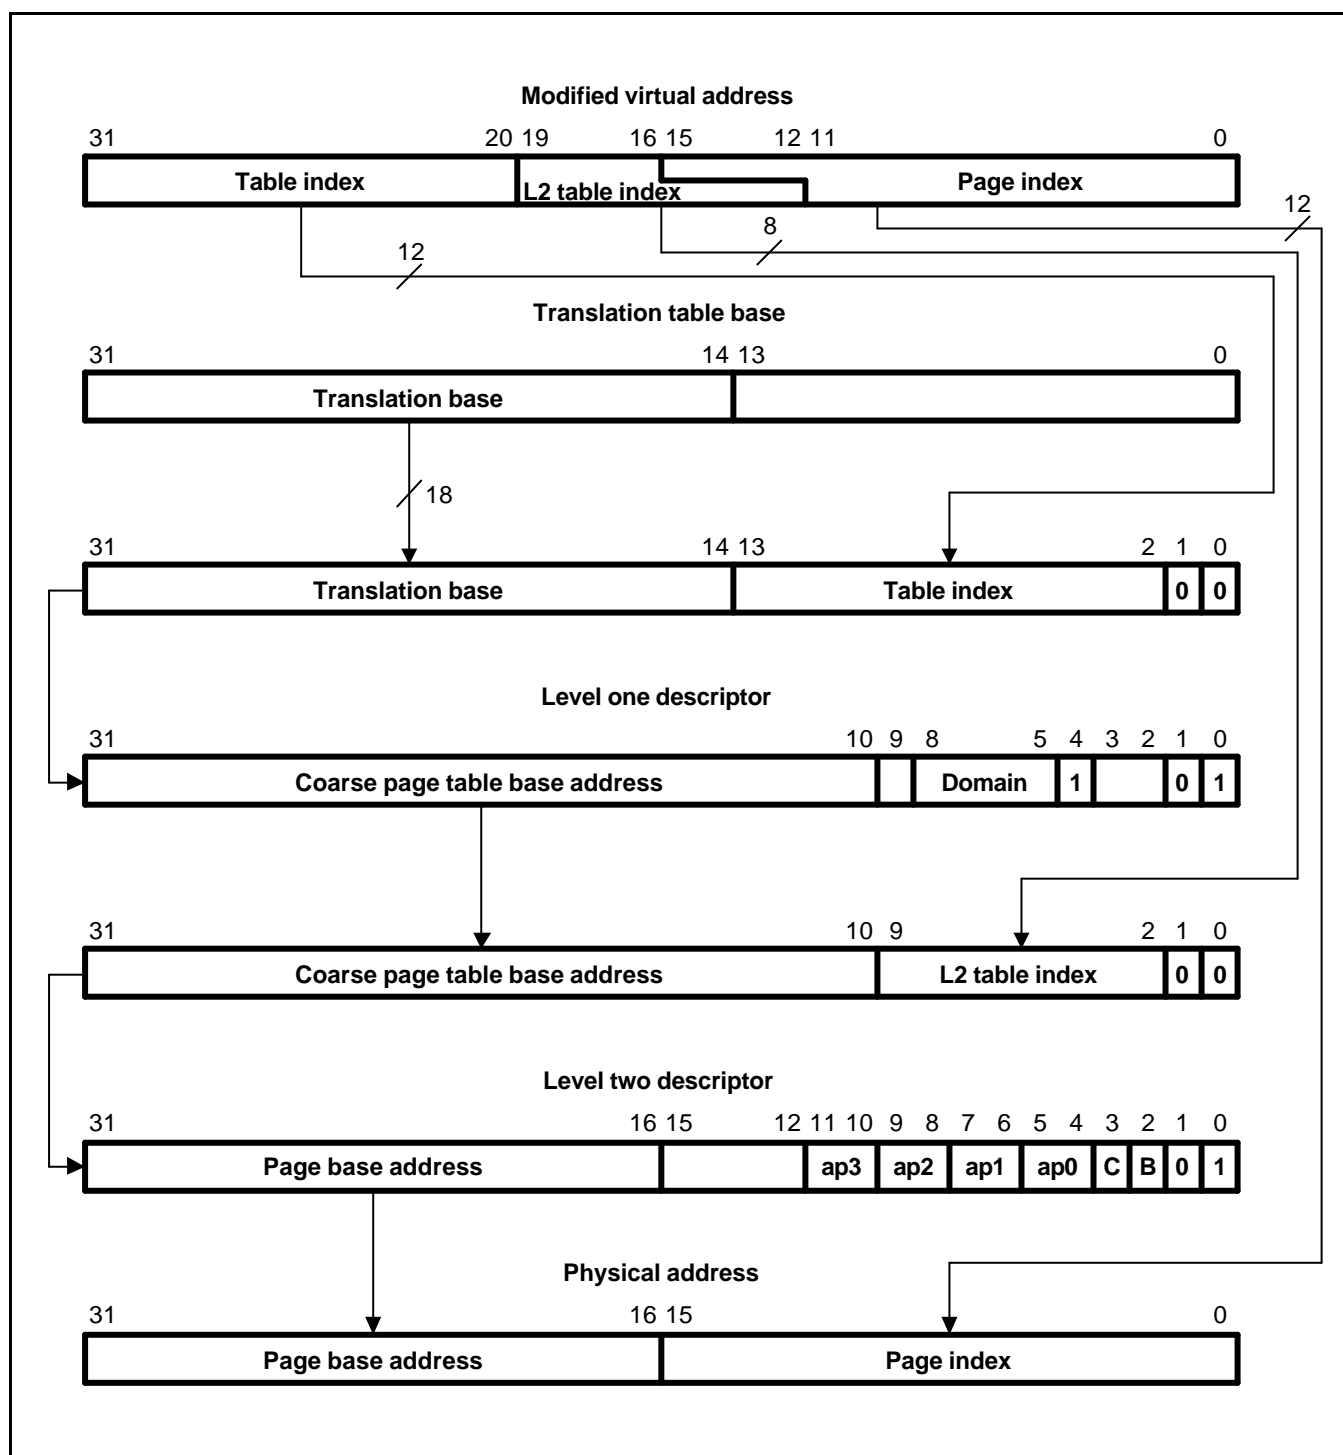 Modified virtual address
31 20 19 16 15 12 11 0
Table index L2 table index Page index
12 8 12
Translation table base
31 14 13 0
Translation base
18
31 14 13 2 1 0
Translation base Table index 0 0
Level one descriptor
31 10 9 8 5 4 3 2 1 0
Coarse page table base address Domain 1 0 1
31 10 9 2 1 0
Coarse page table base address L2 table index 0 0
Level two descriptor
31 16 15 12 11 10 9 8 7 6 5 4 3 2 1 0
Page base address ap3 ap2 ap1 ap0 C B 0 1
Physical address
31 16 15 0
Page base address Page index